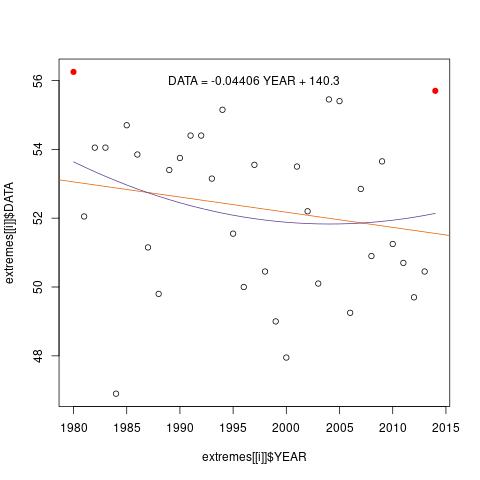 DATA = -0.04406 YEAR + 140.3
56
54
52
50
48
extremes[[i]]$DATA
1980 1985 1990 1995 2000 2005 2010 2015
extremes[[i]]$YEAR